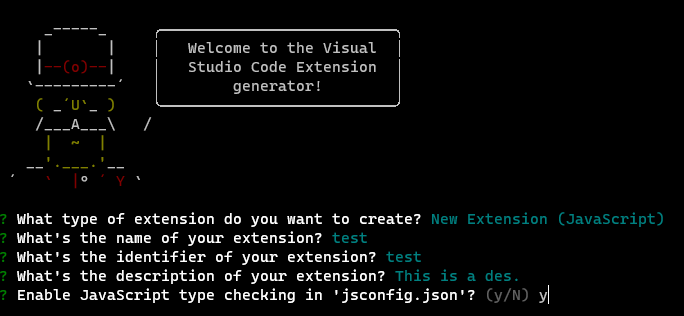 Welcome to the Visual
Studio Code Extension
generator!
? What type of extension do you want to create? New Extension (JavaScript)
? What's the name of your extension? test
? What's the identifier of your extension? test
? What's the description of your extension? This is a des.
? Enable JavaScript type checking in 'jsconfig.json'? (y/N) y